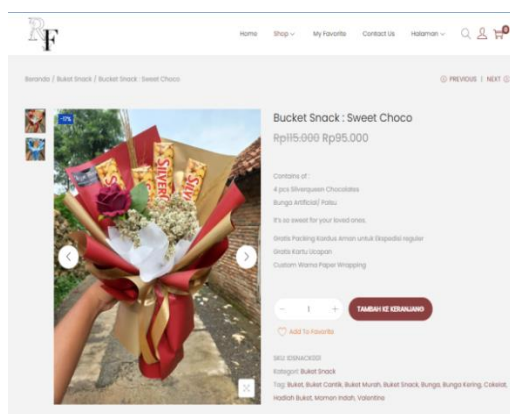 RF
Home Shop My Favorite Contact Us Halaman 0
Beranda / Buket Snack / Bucket Snack : Sweet Choco
PREVIOUS | NEXT
-17%
Bucket Snack : Sweet Choco
Rp115.000 Rp95.000
Contains of :
4 pcs Silverqueen Chocolates
Bunga Artificial/ Palsu
It's so sweet for your loved ones.
Gratis Packing Kardus Aman untuk Ekspedisi reguler
Gratis Kartu Ucapan
Custom Warna Paper Wrapping
- 1 + TAMBAH KE KERANJANG
Add To Favorite
Kategori: Buket Snack
Tag: Buket, Buket Cantik, Buket Murah, Buket Snack, Bunga, Bunga Kering, Cokelat,
Hadiah Buket, Momen Indah, Valentine